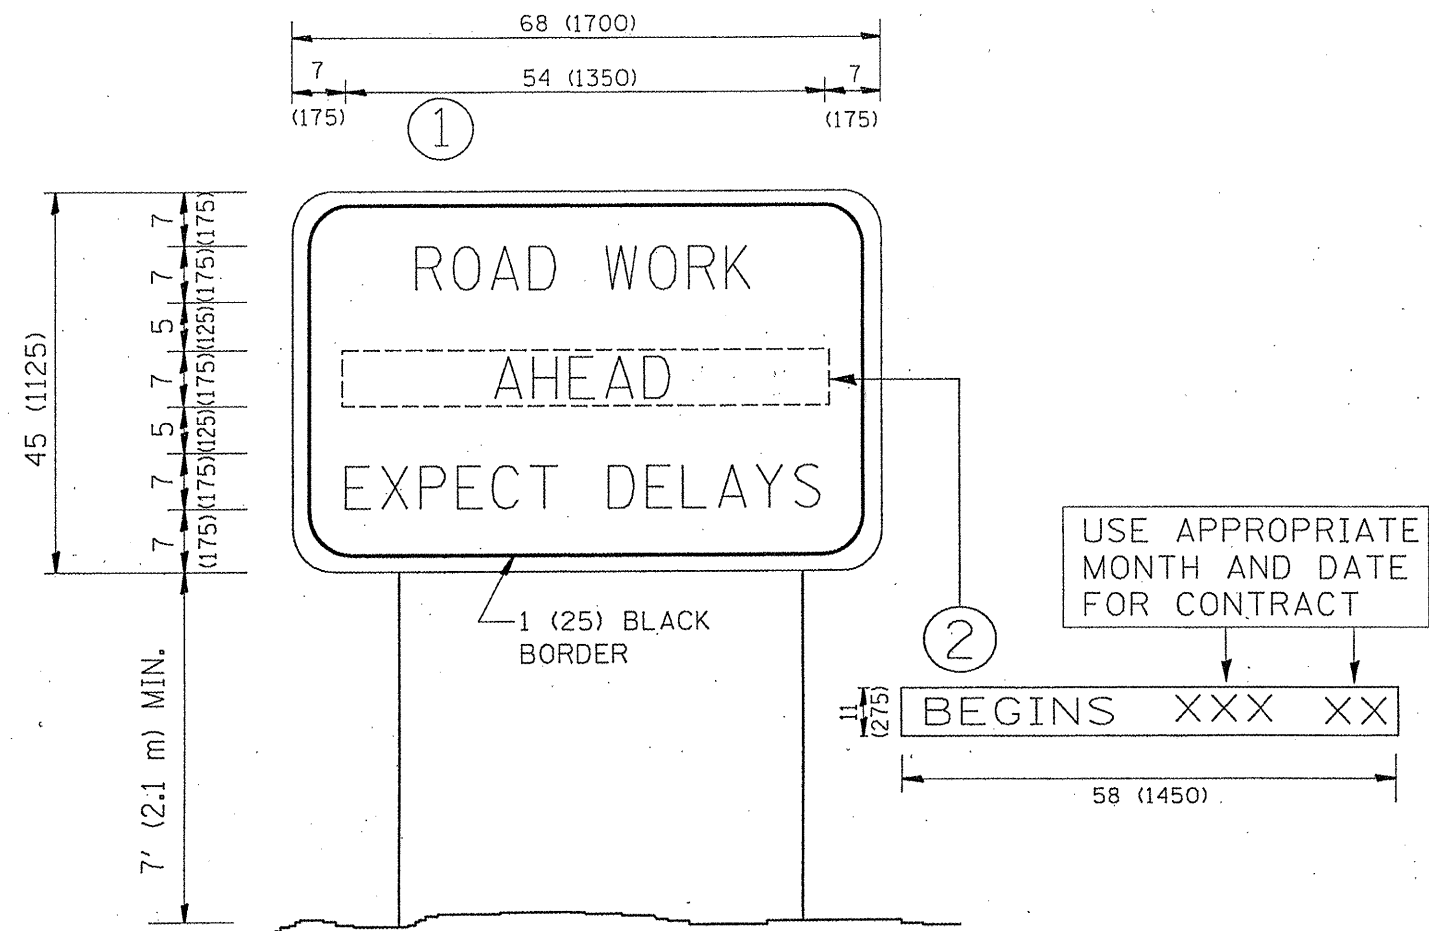 68 (1700)
7
54 (1350)
7
(175)
(175)
1
45 (1125)
7
(175)
7
(175)
5
(125)
7
(175)
5
(125)
7
(175)
7
(175)
ROAD WORK
AHEAD
EXPECT DELAYS
USE APPROPRIATE
MONTH AND DATE
FOR CONTRACT
1 (25) BLACK
BORDER
2
7' (2.1 m) MIN.
11
(275)
BEGINS XXX XX
58 (1450)